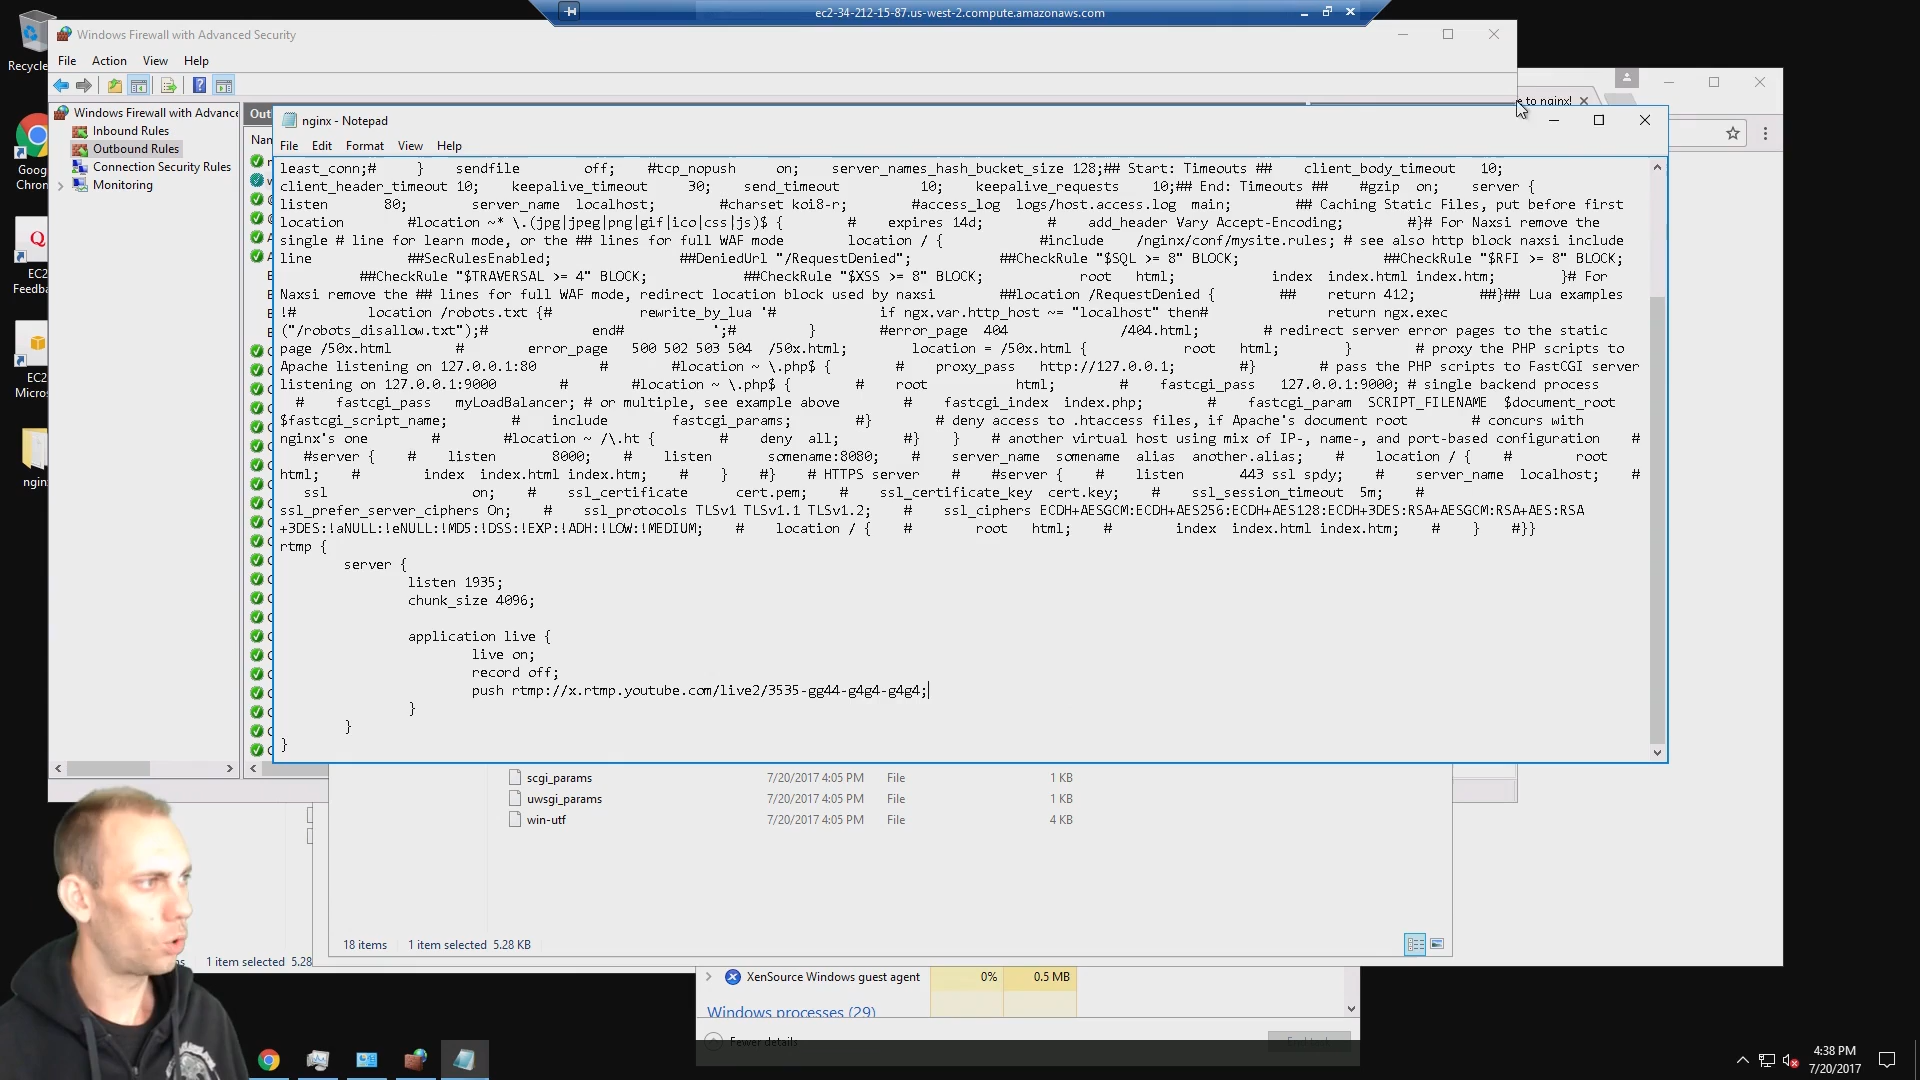 ec2-34-212-15-87.us-west-2.compute.amazonaws.com
Recycle
Windows Firewall with Advanced Security
File Action View Help
Windows Firewall with Advance
Inbound Rules
Outbound Rules
Connection Security Rules
Monitoring
e to nginx!
nginx - Notepad
File Edit Format View Help
least_conn;#    }    sendfile        off;    #tcp_nopush     on;    server_names_hash_bucket_size 128;## Start: Timeouts ##    client_body_timeout   10;
client_header_timeout 10;    keepalive_timeout     30;    send_timeout          10;    keepalive_requests    10;## End: Timeouts ##    #gzip  on;    server {
listen       80;        server_name  localhost;        #charset koi8-r;        #access_log  logs/host.access.log  main;        ## Caching Static Files, put before first
location        #location ~* \.(jpg|jpeg|png|gif|ico|css|js)$ {        #    expires 14d;        #    add_header Vary Accept-Encoding;        #}# For Naxsi remove the
single # line for learn mode, or the ## lines for full WAF mode        location / {            #include    /nginx/conf/mysite.rules; # see also http block naxsi include
line        ##SecRulesEnabled;            ##DeniedUrl "/RequestDenied";            ##CheckRule "$SQL >= 8" BLOCK;            ##CheckRule "$RFI >= 8" BLOCK;
##CheckRule "$TRAVERSAL >= 4" BLOCK;            ##CheckRule "$XSS >= 8" BLOCK;            root   html;            index  index.html index.htm;        }# For
Naxsi remove the ## lines for full WAF mode, redirect location block used by naxsi        ##location /RequestDenied {        ##    return 412;        ##}## Lua examples
!#        location /robots.txt {#            rewrite_by_lua '#                if ngx.var.http_host ~= "localhost" then#                    return ngx.exec
("/robots_disallow.txt");#                end#            ';#        }        #error_page  404              /404.html;        # redirect server error pages to the static
page /50x.html        #        error_page   500 502 503 504  /50x.html;        location = /50x.html {            root   html;        }        # proxy the PHP scripts to
Apache listening on 127.0.0.1:80        #        #location ~ \.php$ {        #    proxy_pass   http://127.0.0.1;        #}        # pass the PHP scripts to FastCGI server
listening on 127.0.0.1:9000        #        #location ~ \.php$ {        #    root           html;        #    fastcgi_pass   127.0.0.1:9000; # single backend process
#    fastcgi_pass   myLoadBalancer; # or multiple, see example above        #    fastcgi_index  index.php;        #    fastcgi_param  SCRIPT_FILENAME  $document_root
$fastcgi_script_name;        #    include        fastcgi_params;        #}        # deny access to .htaccess files, if Apache's document root        # concurs with
nginx's one        #        #location ~ /\.ht {        #    deny  all;        #}    }    # another virtual host using mix of IP-, name-, and port-based configuration    #
#server {    #    listen       8000;    #    listen       somename:8080;    #    server_name  somename  alias  another.alias;    #    location / {    #        root
html;    #        index  index.html index.htm;    #    }    #}    # HTTPS server    #    #server {    #    listen       443 ssl spdy;    #    server_name  localhost;    #
ssl                  on;    #    ssl_certificate      cert.pem;    #    ssl_certificate_key  cert.key;    #    ssl_session_timeout  5m;    #
ssl_prefer_server_ciphers On;    #    ssl_protocols TLSv1 TLSv1.1 TLSv1.2;    #    ssl_ciphers ECDH+AESGCM:ECDH+AES256:ECDH+AES128:ECDH+3DES:RSA+AESGCM:RSA+AES:RSA
+3DES:!aNULL:!eNULL:!MD5:!DSS:!EXP:!ADH:!LOW:!MEDIUM;    #    location / {    #        root   html;    #        index  index.html index.htm;    #    }    #}}
rtmp {
server {
listen 1935;
chunk_size 4096;
application live {
live on;
record off;
push rtmp://x.rtmp.youtube.com/live2/3535-gg44-g4g4-g4g4;
}
}
}
Goog
Chron
EC2
Feedba
EC2
Micros
nginx
scgi_params 7/20/2017 4:05 PM File 1 KB
uwsgi_params 7/20/2017 4:05 PM File 1 KB
win-utf 7/20/2017 4:05 PM File 4 KB
18 items 1 item selected 5.28 KB
1 item selected 5.28
XenSource Windows guest agent 0% 0.5 MB
Windows processes (29)
Fewer details
4:38 PM
7/20/2017